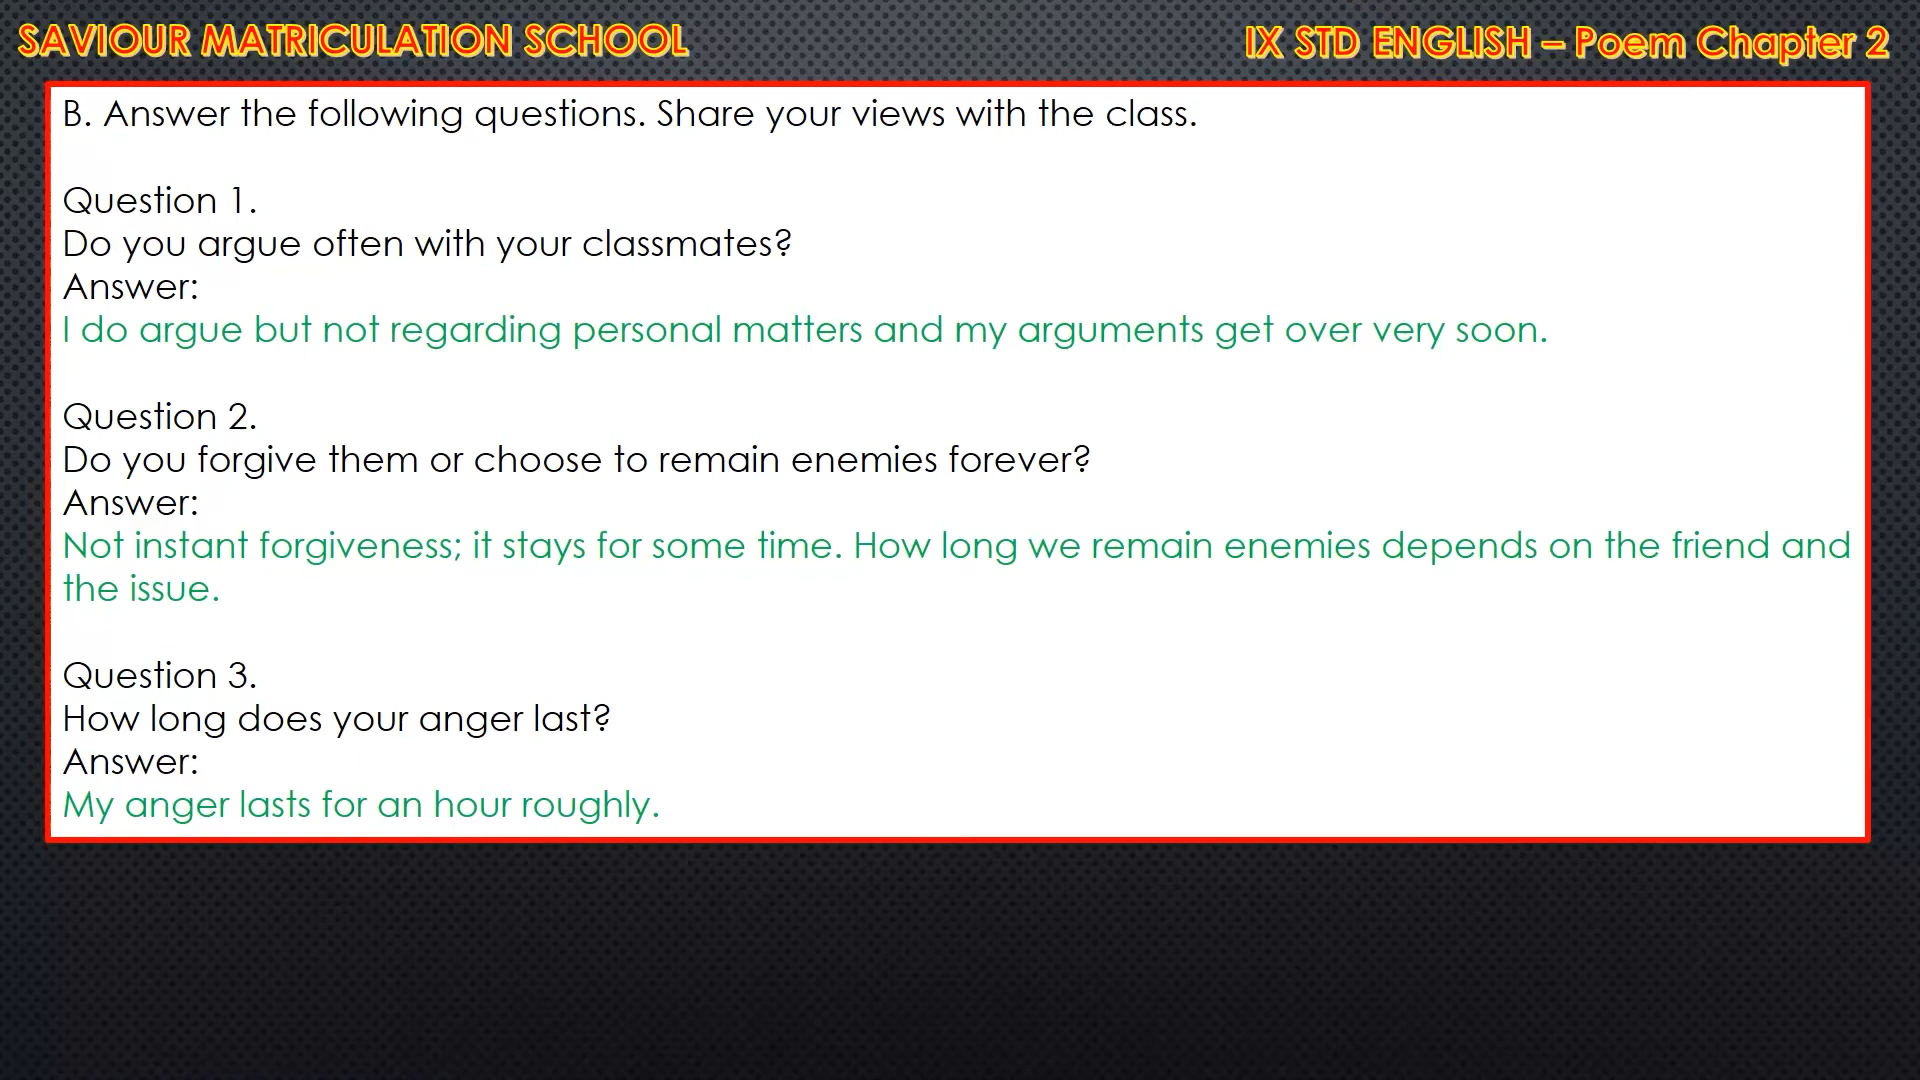 SAVIOUR MATRICULATION SCHOOL
IX STD ENGLISH – Poem Chapter 2
B. Answer the following questions. Share your views with the class.
Question 1.
Do you argue often with your classmates?
Answer:
I do argue but not regarding personal matters and my arguments get over very soon.
Question 2.
Do you forgive them or choose to remain enemies forever?
Answer:
Not instant forgiveness; it stays for some time. How long we remain enemies depends on the friend and
the issue.
Question 3.
How long does your anger last?
Answer:
My anger lasts for an hour roughly.